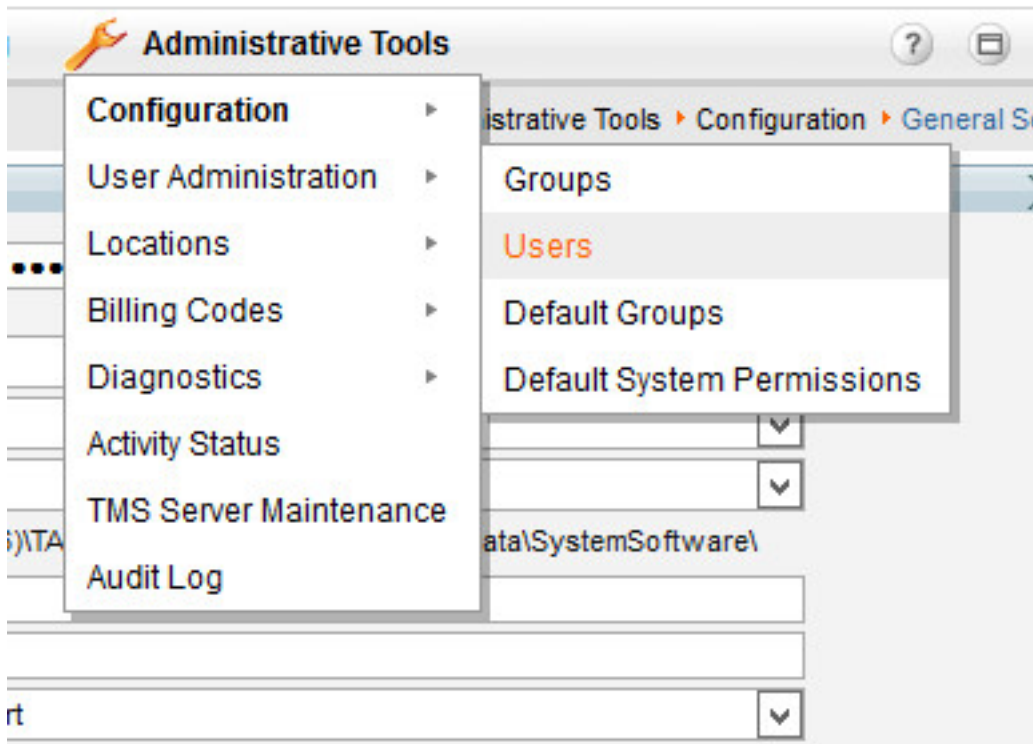 Administrative Tools
?
Configuration
User Administration
Locations
Billing Codes
Diagnostics
Activity Status
TMS Server Maintenance
Audit Log
istrative Tools Configuration General S
Groups
Users
Default Groups
Default System Permissions
)\TA
ata\SystemSoftware\
rt